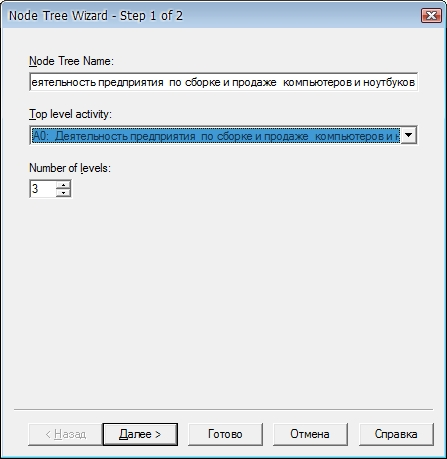 Node Tree Wizard - Step 1 of 2
Node Tree Name:
еятельность предприятия  по сборке и продаже  компьютеров и ноутбуков
Top level activity:
A0:  Деятельность предприятия  по сборке и продаже  компьютеров и н
Number of levels:
3
< Назад Далее > Готово Отмена Справка